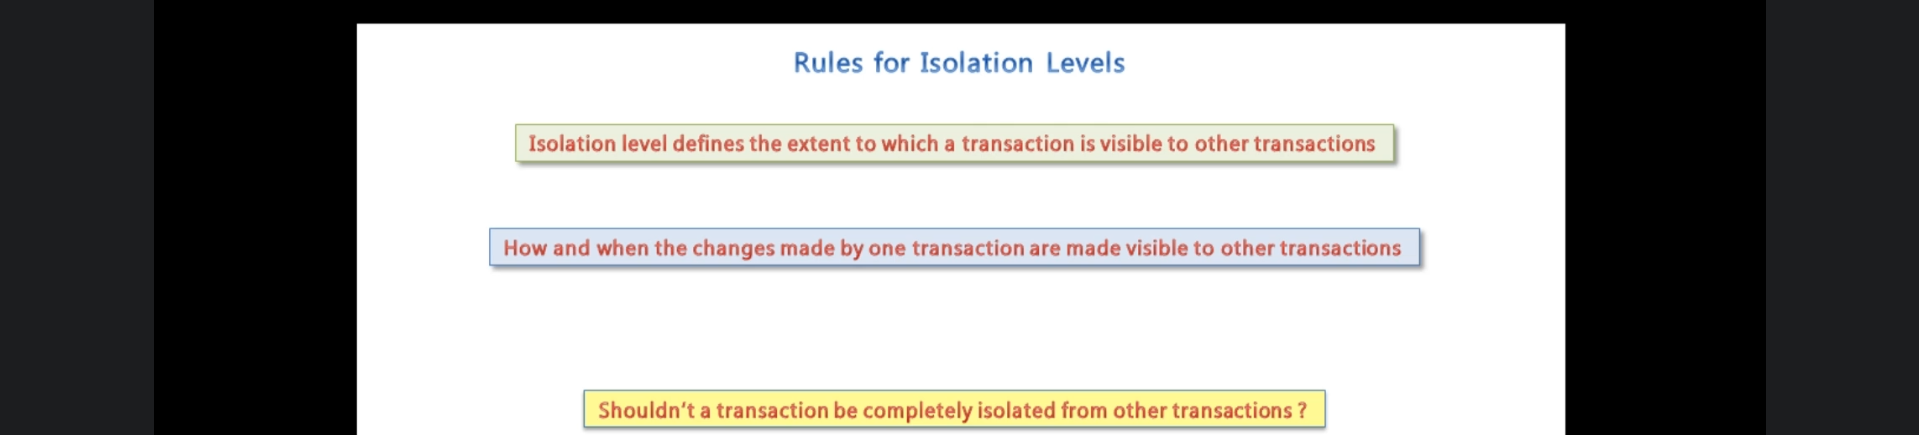 Rules for Isolation Levels
Isolation level defines the extent to which a transaction is visible to other transactions
How and when the changes made by one transaction are made visible to other transactions
Shouldn't a transaction be completely isolated from other transactions ?